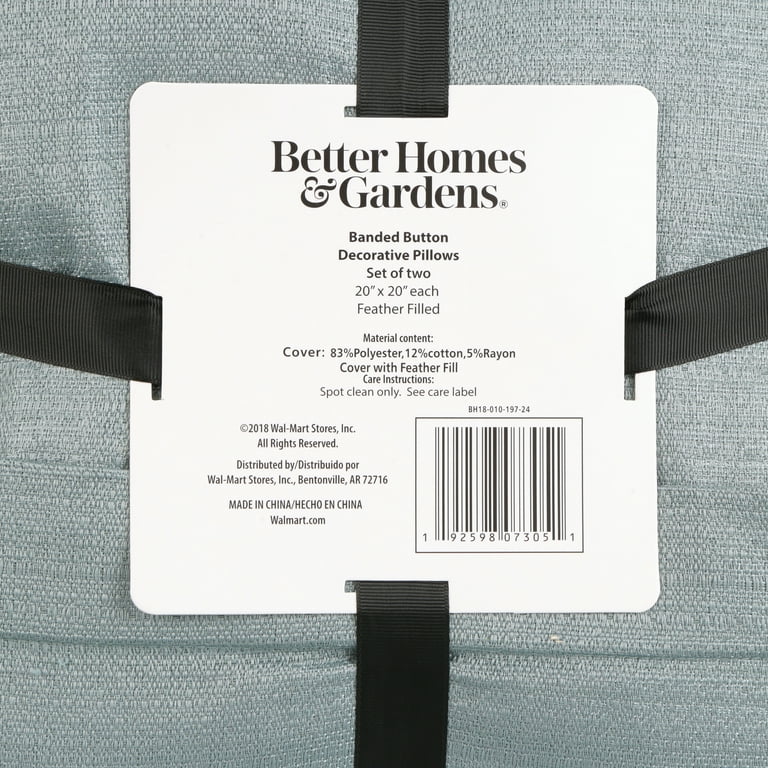 Better Homes
& Gardens®
Banded Button
Decorative Pillows
Set of two
20” x 20” each
Feather Filled
Material content:
Cover: 83%Polyester,12%cotton,5%Rayon
Cover with Feather Fill
Care Instructions:
Spot clean only. See care label
BH18-010-197-24
©2018 Wal-Mart Stores, Inc.
All Rights Reserved.
Distributed by/Distribuido por
Wal-Mart Stores, Inc., Bentonville, AR 72716
MADE IN CHINA/HECHO EN CHINA
Walmart.com
1 92598 07305 1